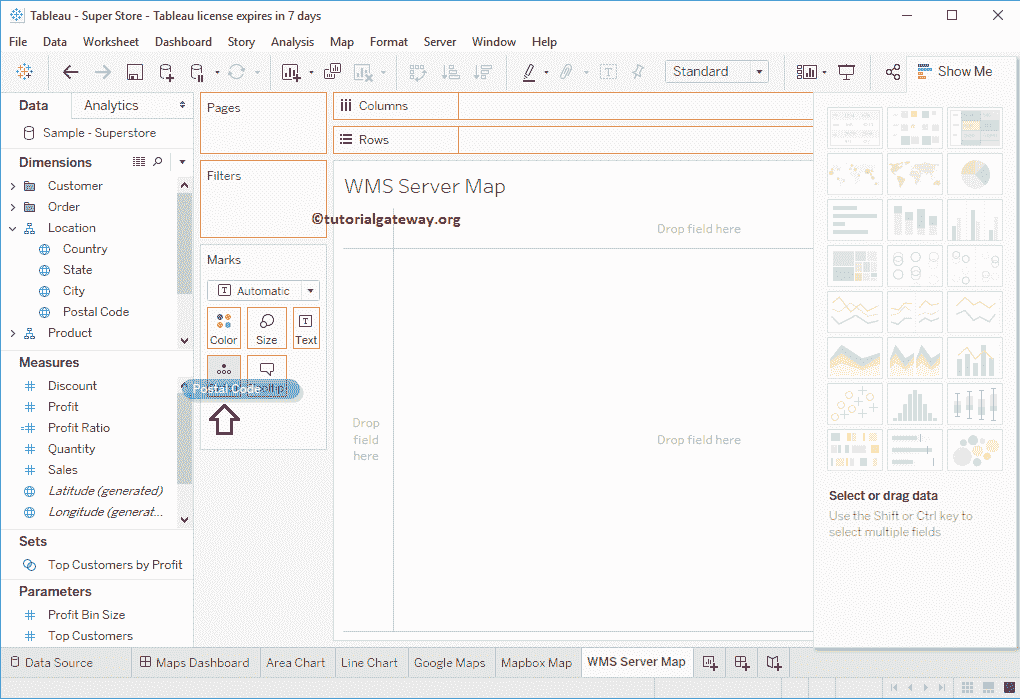 Tableau - Super Store - Tableau license expires in 7 days
File Data Worksheet Dashboard Story Analysis Map Format Server Window Help
Standard
Show Me
Data Analytics
Sample - Superstore
Dimensions
Customer
Order
Location
Country
State
City
Postal Code
Product
Measures
Discount
Profit
Profit Ratio
Quantity
Sales
Latitude (generated)
Longitude (generat...
Sets
Top Customers by Profit
Parameters
Profit Bin Size
Top Customers
Pages
Filters
Marks
Automatic
Color Size Text
Postal Code
Columns
Rows
WMS Server Map
©tutorialgateway.org
Drop field here
Drop
field
here
Drop field here
Select or drag data
Use the Shift or Ctrl key to
select multiple fields
Data Source Maps Dashboard Area Chart Line Chart Google Maps Mapbox Map WMS Server Map